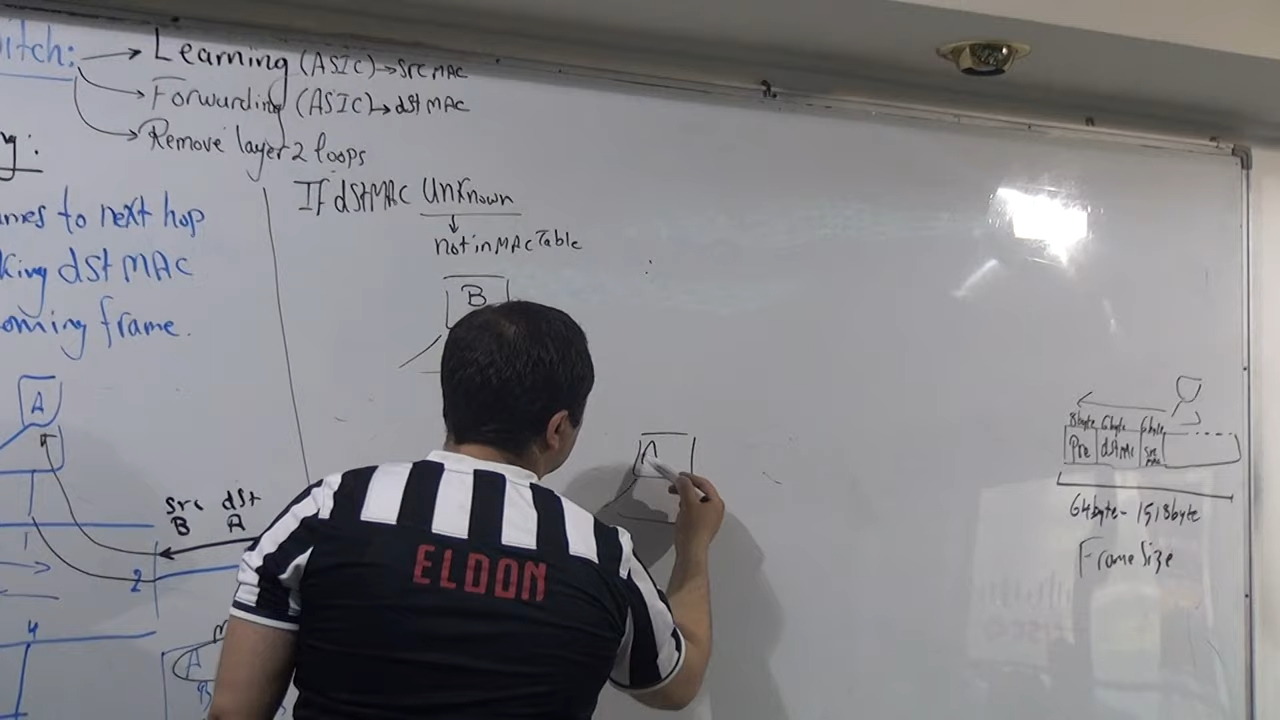 itch:
Learning (ASIC)→Src MAC
Forwarding (ASIC)→dst MAC
Remove layer 2 loops
g:
ames to next hop
king dst MAC
oming frame.
If dst MAC Unknown
not in MAC Table
B
A
src dst
B A
1
2
4
A
B
8byte 6byte 6byte
Pre dst MAC Src MAC
64byte - 1518byte
Frame Size
ELDON